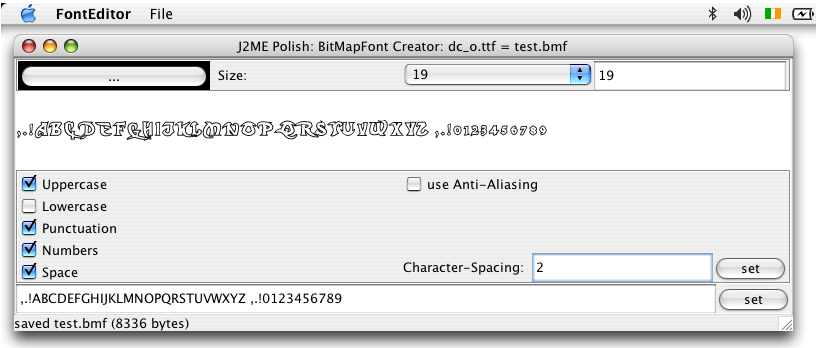 FontEditor File
J2ME Polish: BitMapFont Creator: dc_o.ttf = test.bmf
... Size: 19 19
,.!ABCDEFGHIJKLMNOPQRSTUVWXYZ ,.!0123456789
Uppercase use Anti-Aliasing
Lowercase
Punctuation
Numbers
Space Character-Spacing: 2 set
,.!ABCDEFGHIJKLMNOPQRSTUVWXYZ ,.!0123456789 set
saved test.bmf (8336 bytes)